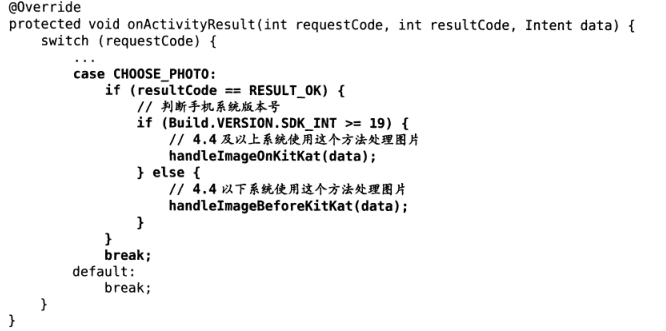 @Override
protected void onActivityResult(int requestCode, int resultCode, Intent data) {
    switch (requestCode) {
        ...
        case CHOOSE_PHOTO:
            if (resultCode == RESULT_OK) {
                // 判断手机系统版本号
                if (Build.VERSION.SDK_INT >= 19) {
                    // 4.4 及以上系统使用这个方法处理图片
                    handleImageOnKitKat(data);
                } else {
                    // 4.4 以下系统使用这个方法处理图片
                    handleImageBeforeKitKat(data);
                }
            }
            break;
        default:
            break;
    }
}